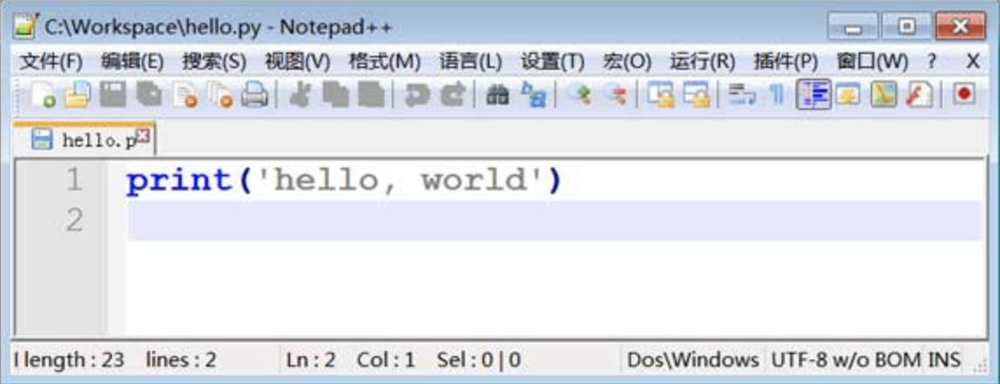 C:\Workspace\hello.py - Notepad++
文件(F) 编辑(E) 搜索(S) 视图(V) 格式(M) 语言(L) 设置(T) 宏(O) 运行(R) 插件(P) 窗口(W) ? X
hello.p
1 print('hello, world')
2
length : 23 lines : 2 Ln : 2 Col : 1 Sel : 0 | 0 Dos\Windows UTF-8 w/o BOM INS